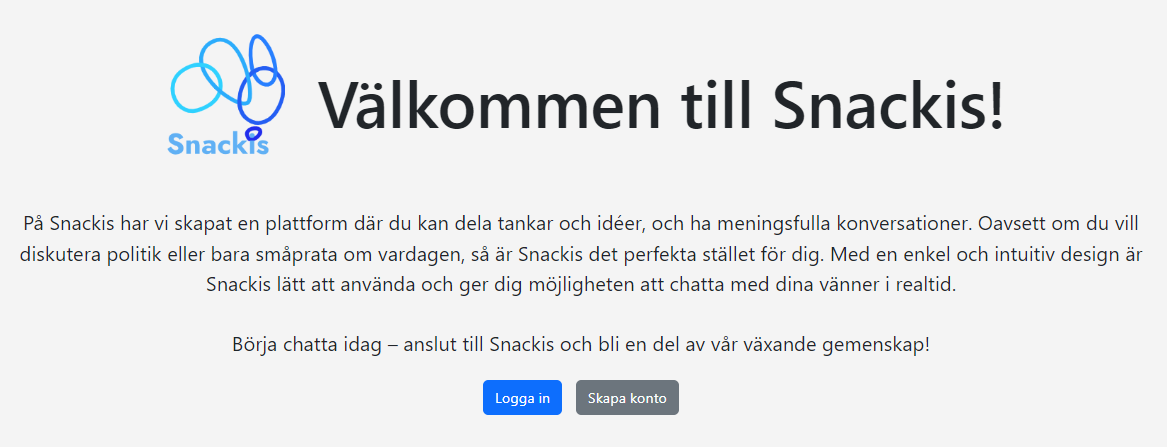 Snackis
Välkommen till Snackis!
På Snackis har vi skapat en plattform där du kan dela tankar och idéer, och ha meningsfulla konversationer. Oavsett om du vill
diskutera politik eller bara småprata om vardagen, så är Snackis det perfekta stället för dig. Med en enkel och intuitiv design är
Snackis lätt att använda och ger dig möjligheten att chatta med dina vänner i realtid.
Börja chatta idag – anslut till Snackis och bli en del av vår växande gemenskap!
Logga in
Skapa konto